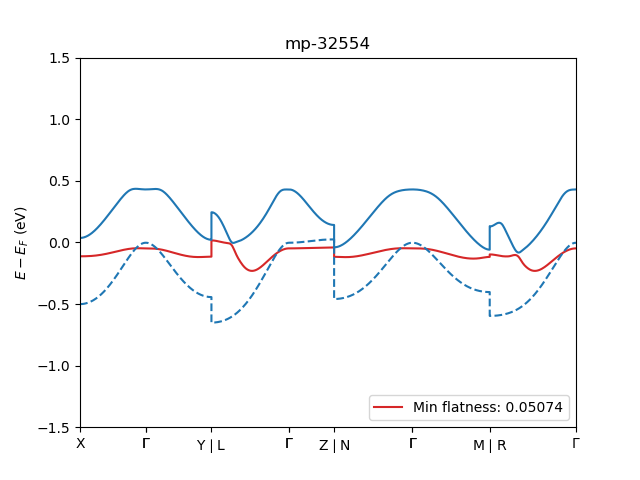 mp-32554
1.5
1.0
0.5
0.0
−0.5
−1.0
−1.5
E − E_F (eV)
X Γ Y | L Γ Z | N Γ M | R Γ
Min flatness: 0.05074